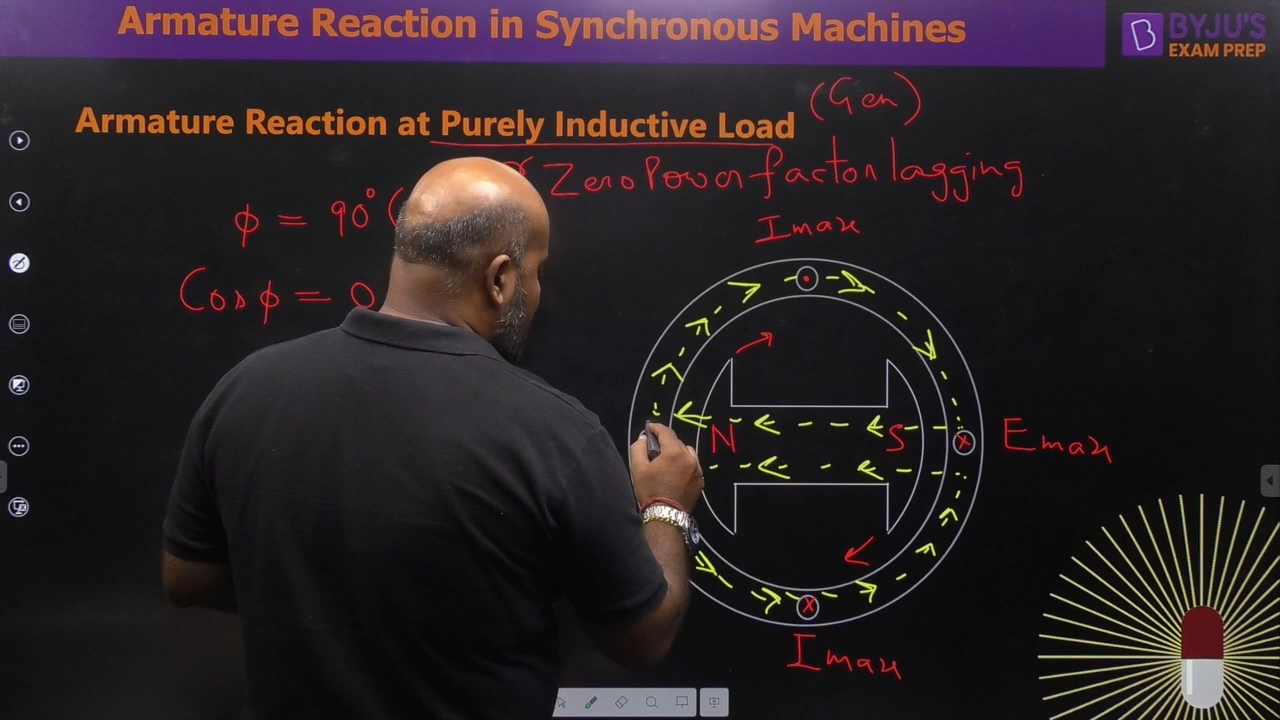 Armature Reaction in Synchronous Machines
BYJU'S
EXAM PREP
Armature Reaction at Purely Inductive Load (Gen)
Zero Power factor lagging
ϕ = 90° (
Cosϕ = 0
Imax
N
S
x
Emax
x
Imax